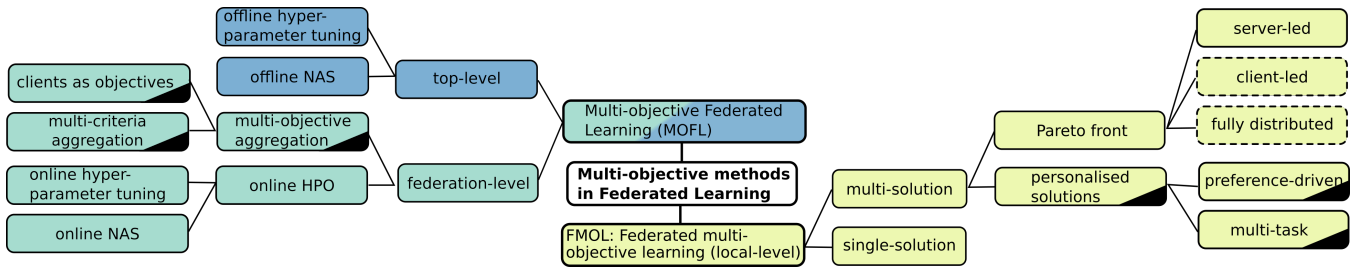 offline hyper-
parameter tuning
offline NAS
top-level
clients as objectives
multi-criteria
aggregation
multi-objective
aggregation
online hyper-
parameter tuning
online HPO
online NAS
federation-level
Multi-objective Federated
Learning (MOFL)
Multi-objective methods
in Federated Learning
FMOL: Federated multi-
objective learning (local-level)
multi-solution
single-solution
Pareto front
personalised
solutions
server-led
client-led
fully distributed
preference-driven
multi-task